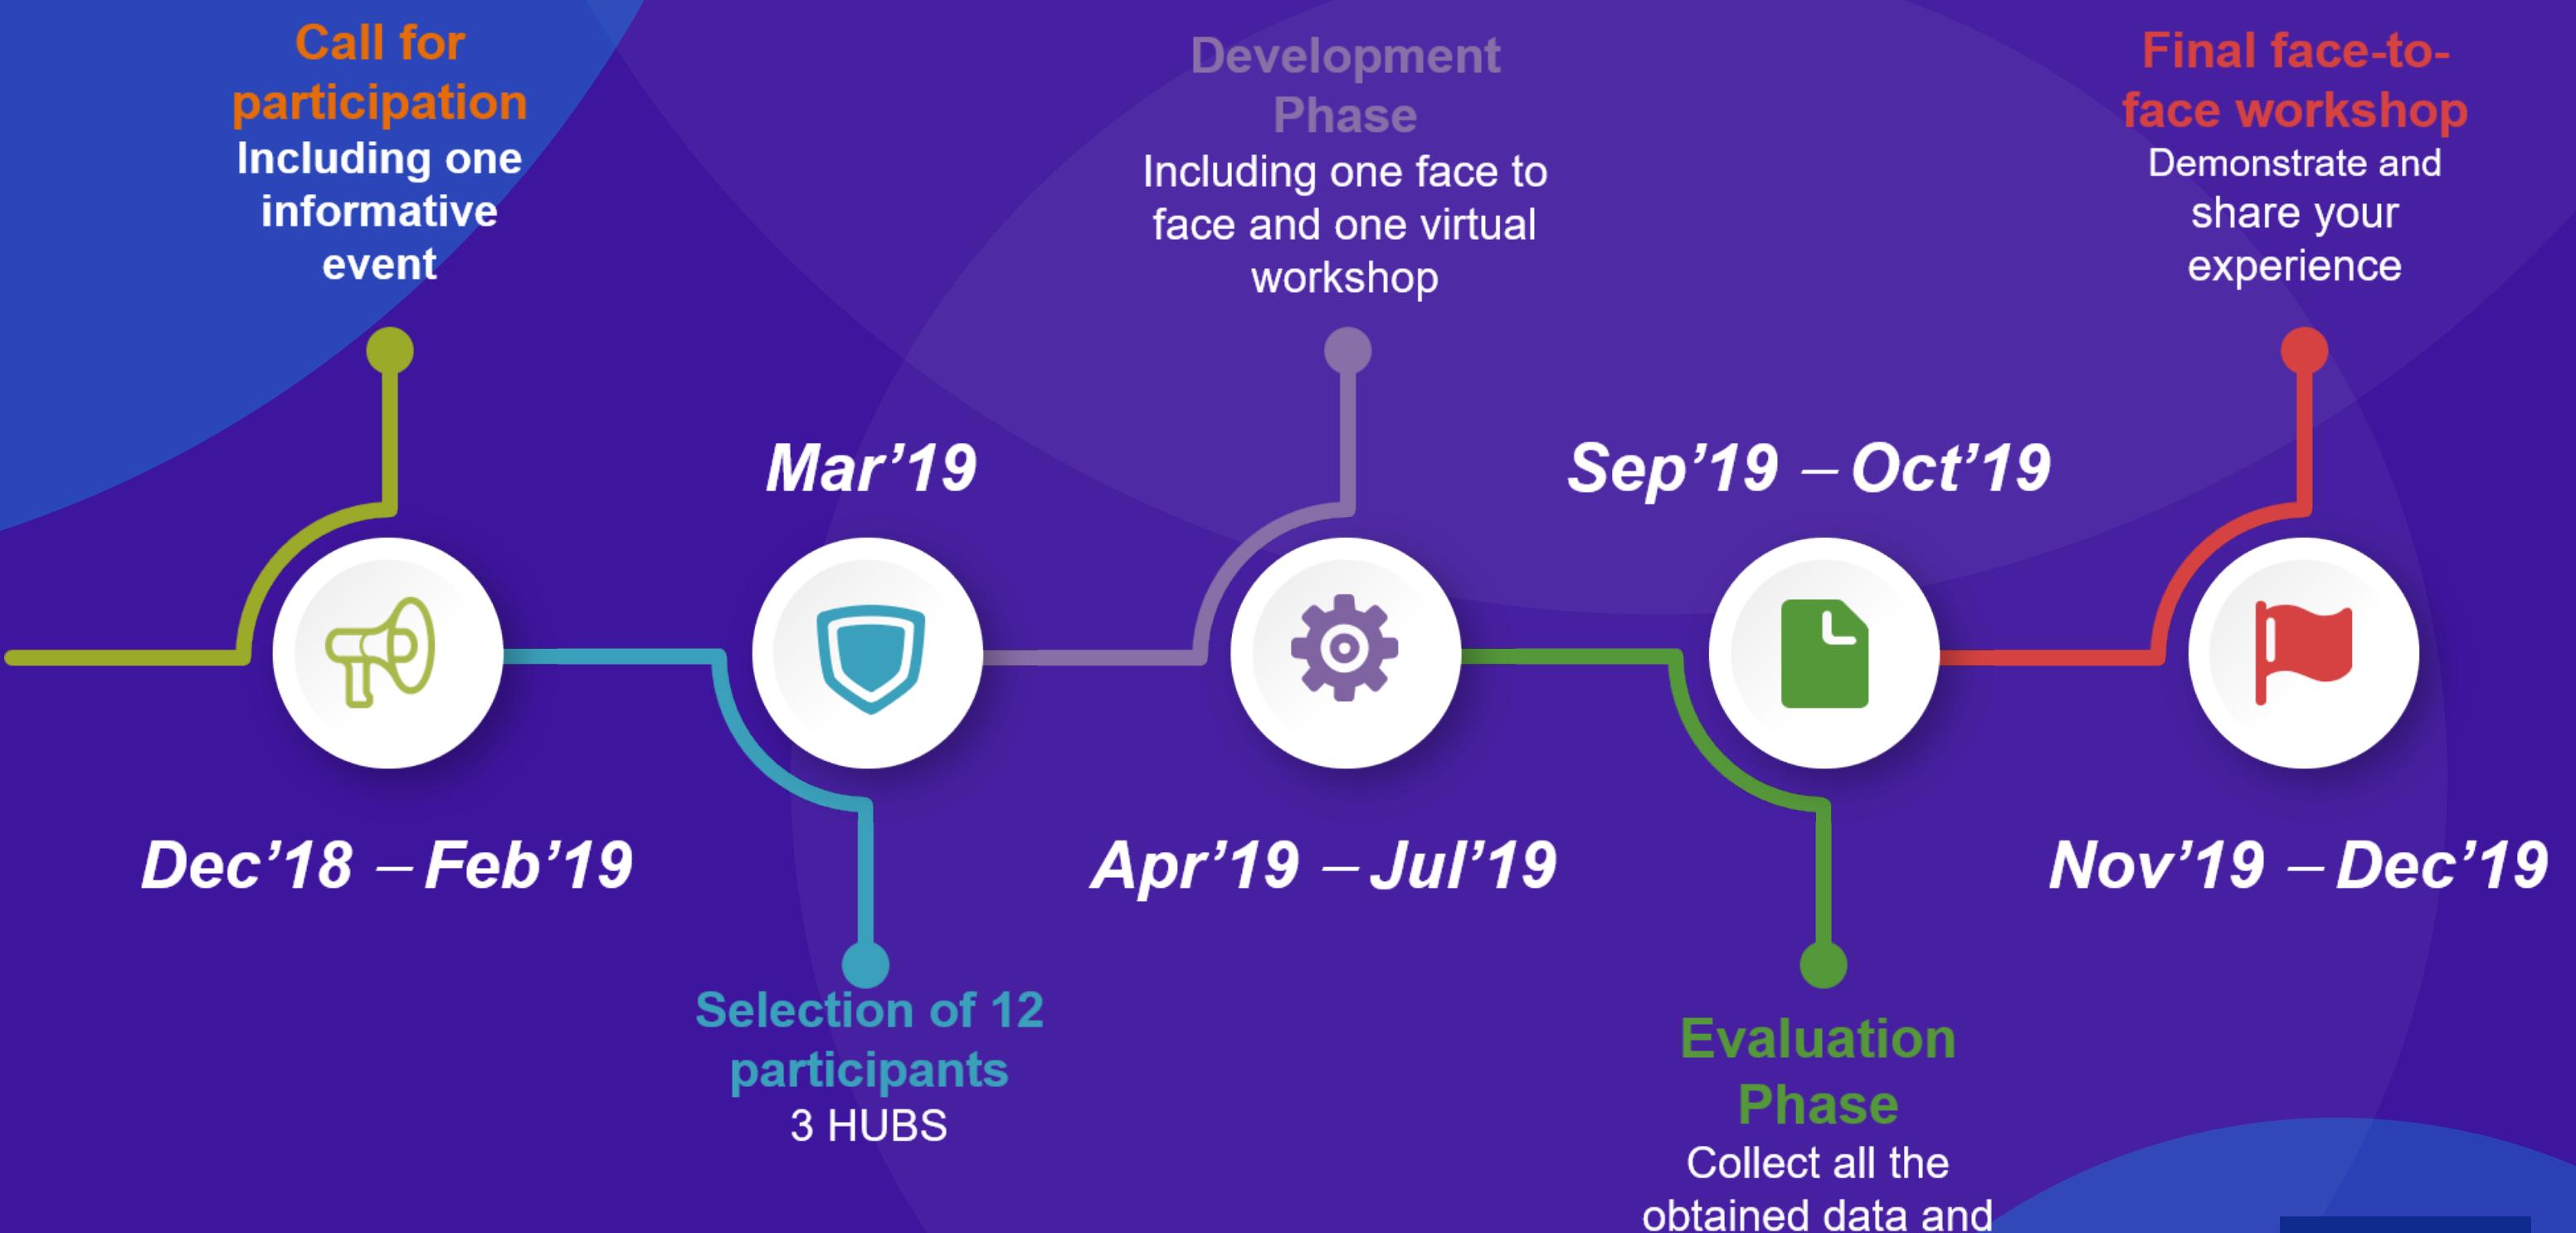 Call for
participation
Including one
informative
event
Dec’18 – Feb’19
Mar’19
Selection of 12
participants
3 HUBS
Development
Phase
Including one face to
face and one virtual
workshop
Apr’19 – Jul’19
Sep’19 – Oct’19
Evaluation
Phase
Collect all the
obtained data and
Final face-to-
face workshop
Demonstrate and
share your
experience
Nov’19 – Dec’19